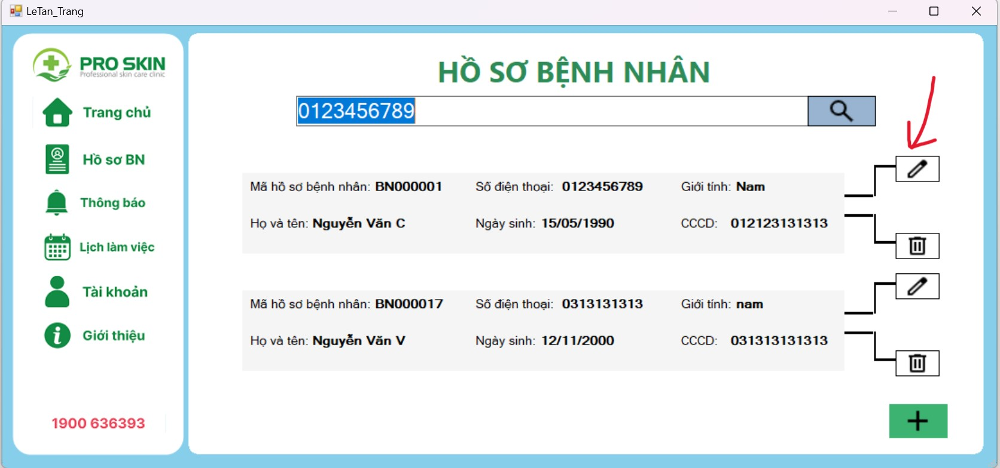 LeTan_Trang
PRO SKIN
Professional skin care clinic
Trang chủ
Hồ sơ BN
Thông báo
Lịch làm việc
Tài khoản
Giới thiệu
1900 636393
HỒ SƠ BỆNH NHÂN
0123456789
Mã hồ sơ bệnh nhân: BN000001 Số điện thoại: 0123456789 Giới tính: Nam
Họ và tên: Nguyễn Văn C Ngày sinh: 15/05/1990 CCCD: 012123131313
Mã hồ sơ bệnh nhân: BN000017 Số điện thoại: 0313131313 Giới tính: nam
Họ và tên: Nguyễn Văn V Ngày sinh: 12/11/2000 CCCD: 031313131313